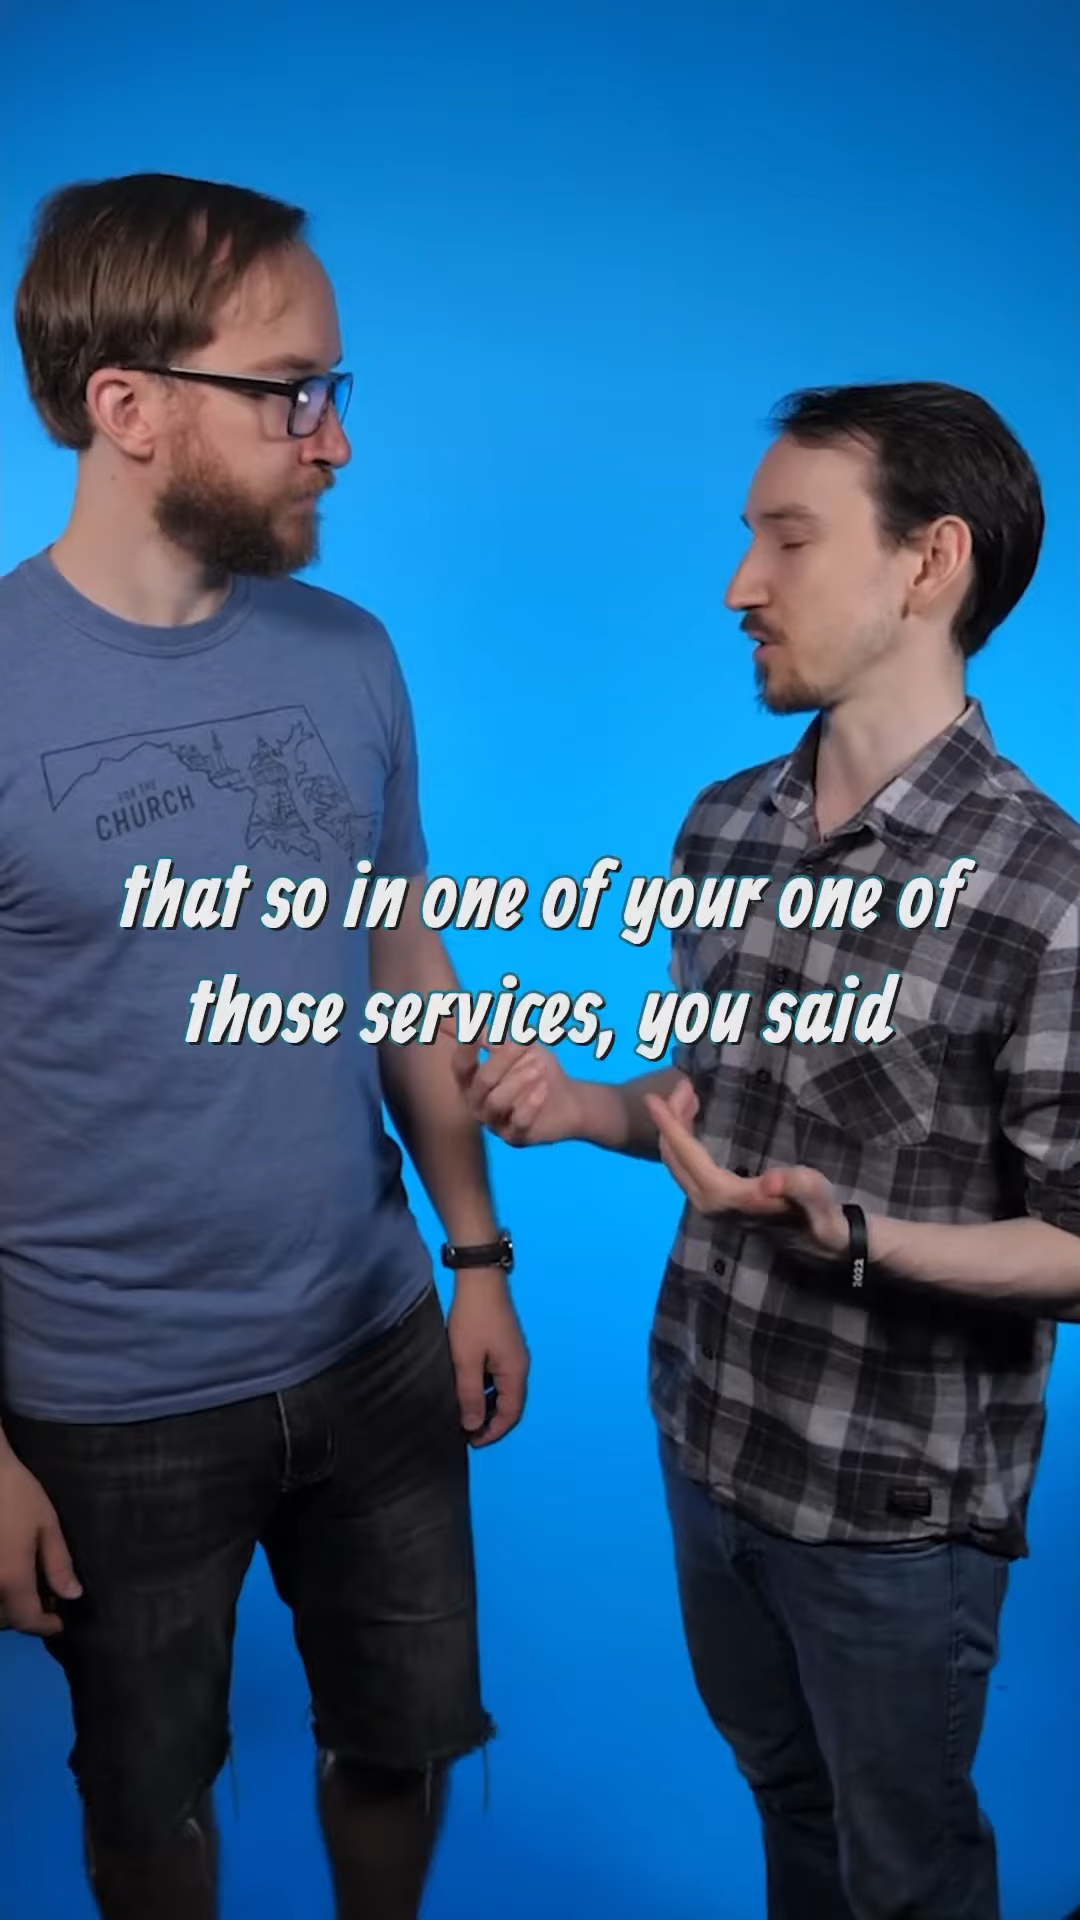 FOR THE
CHURCH
that so in one of your one of
those services, you said
2022